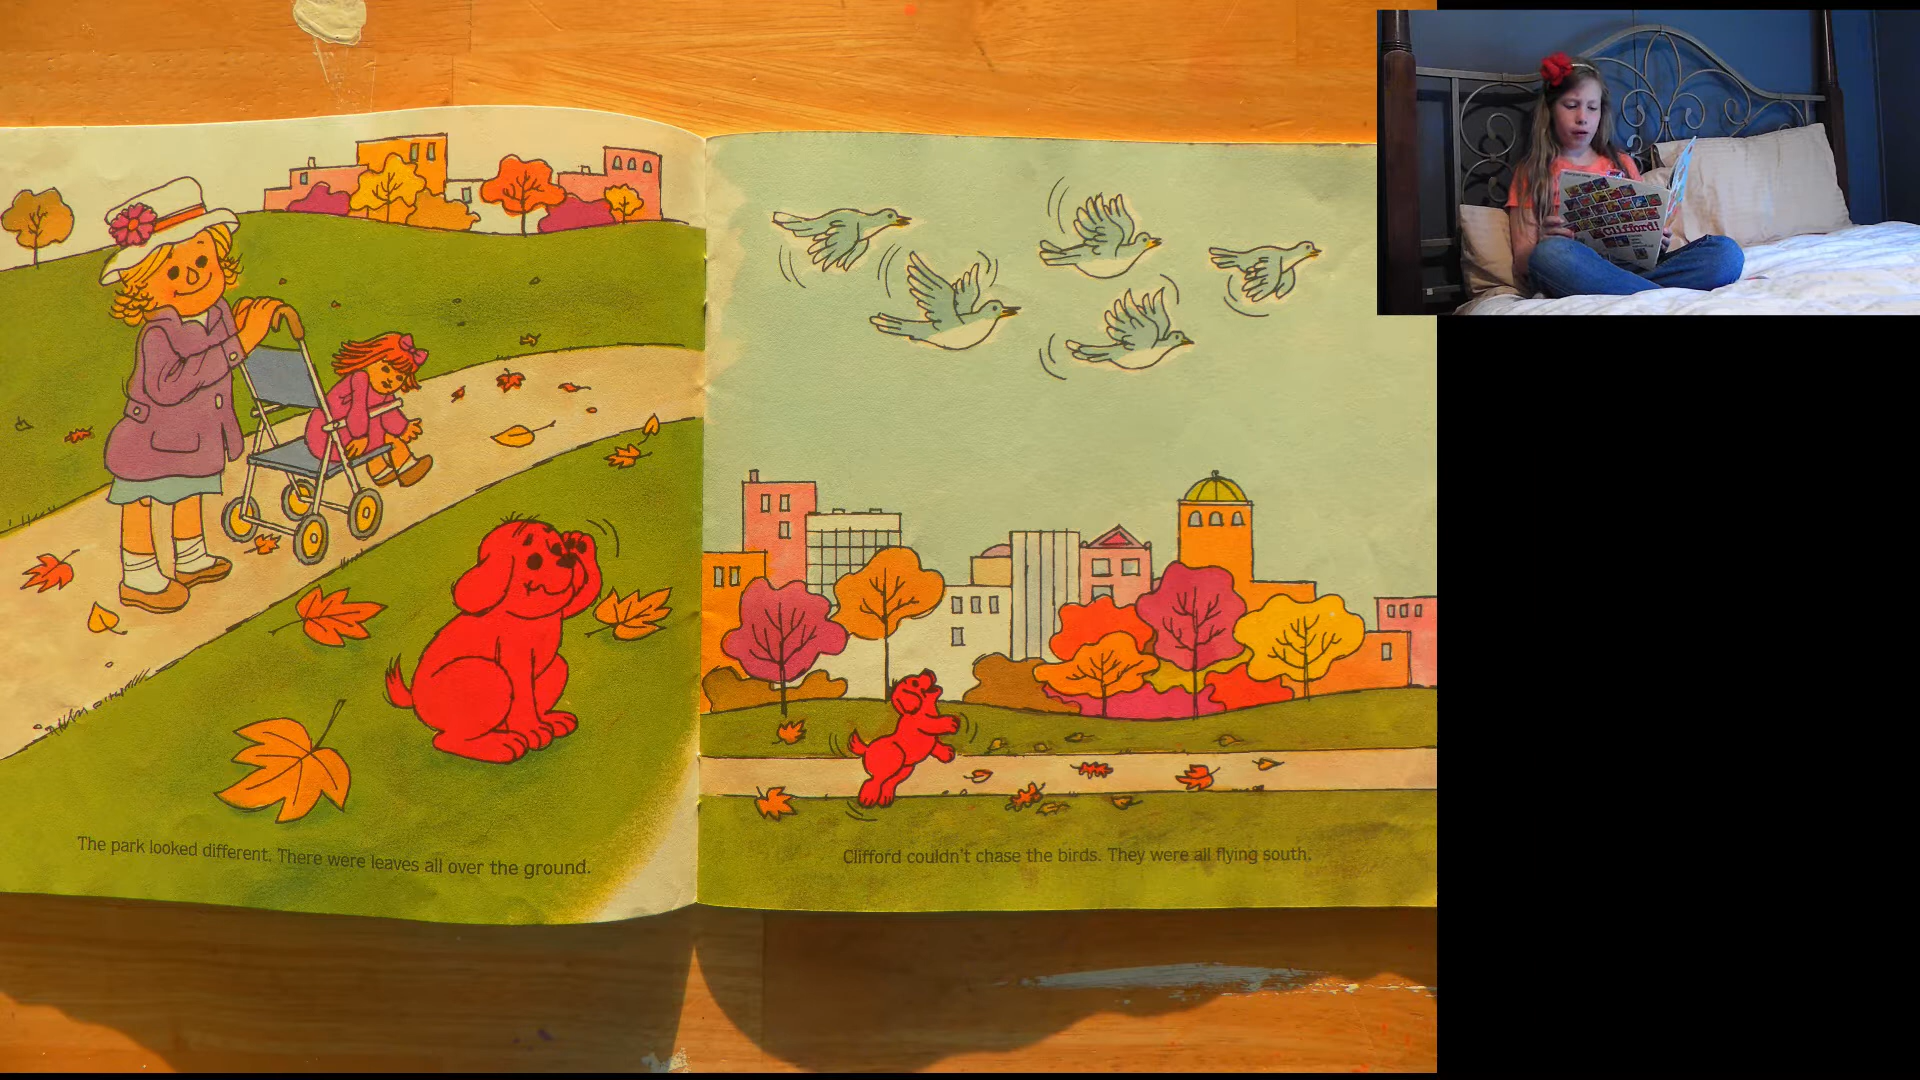 The park looked different. There were leaves all over the ground.
Clifford couldn't chase the birds. They were all flying south.
Clifford!